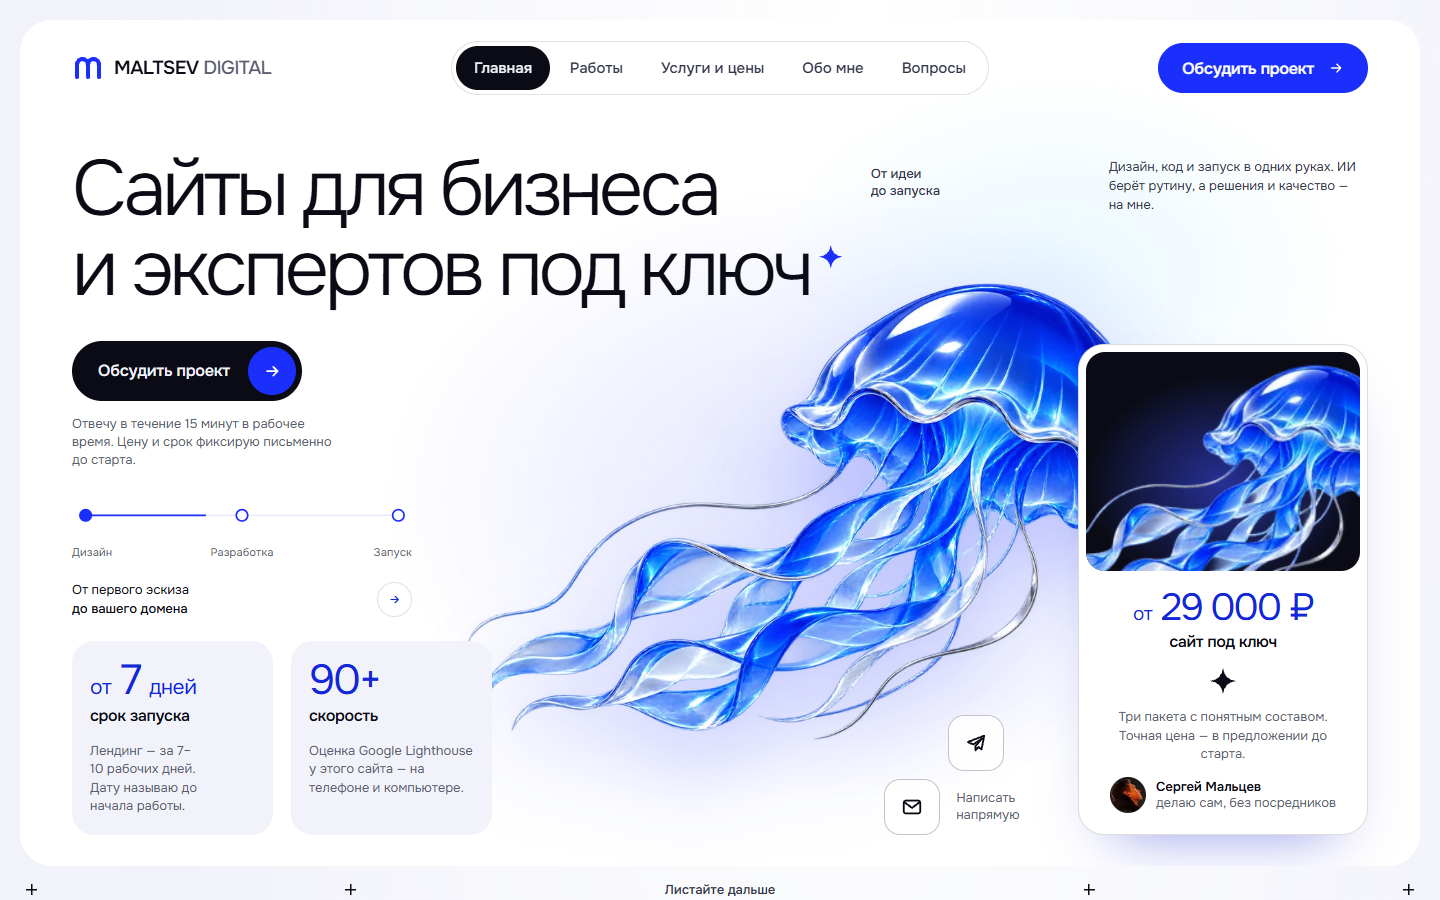 MALTSEV DIGITAL
Главная
Работы
Услуги и цены
Обо мне
Вопросы
Обсудить проект
Сайты для бизнеса
и экспертов под ключ
От идеи
до запуска
Дизайн, код и запуск в одних руках. ИИ
берёт рутину, а решения и качество —
на мне.
Обсудить проект
Отвечу в течение 15 минут в рабочее
время. Цену и срок фиксирую письменно
до старта.
Дизайн
Разработка
Запуск
От первого эскиза
до вашего домена
от 7 дней
срок запуска
Лендинг — за 7–
10 рабочих дней.
Дату называю до
начала работы.
90+
скорость
Оценка Google Lighthouse
у этого сайта — на
телефоне и компьютере.
Написать
напрямую
от 29 000 ₽
сайт под ключ
Три пакета с понятным составом.
Точная цена — в предложении до
старта.
Сергей Мальцев
делаю сам, без посредников
Листайте дальше